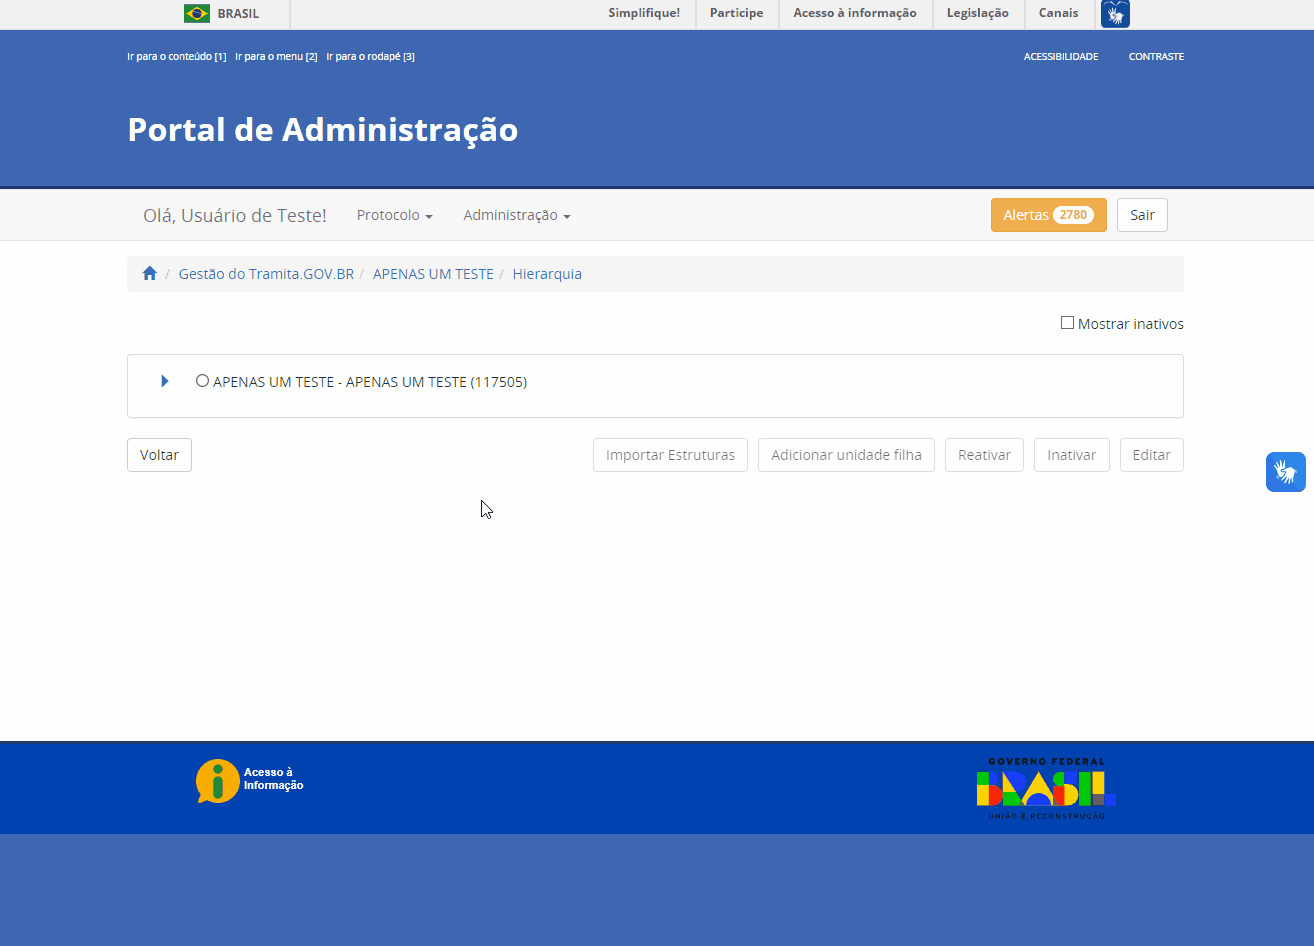 BRASIL Simplifique! Participe Acesso à informação Legislação Canais
Ir para o conteúdo [1] Ir para o menu [2] Ir para o rodapé [3] ACESSIBILIDADE CONTRASTE
Portal de Administração
Olá, Usuário de Teste! Protocolo Administração Alertas 2780 Sair
/ Gestão do Tramita.GOV.BR / APENAS UM TESTE / Hierarquia
Mostrar inativos
APENAS UM TESTE - APENAS UM TESTE (117505)
Voltar Importar Estruturas Adicionar unidade filha Reativar Inativar Editar
Acesso à
Informação
GOVERNO FEDERAL
BRASIL
UNIÃO E RECONSTRUÇÃO